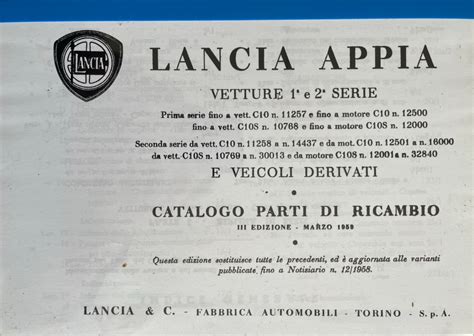 LANCIA
LANCIA APPIA
VETTURE 1ª e 2ª SERIE
Prima serie fino a vett. C10 n. 11257 e fino a motore C10 n. 12500
fino a vett. C10S n. 10768 e fino a motore C10S n. 12000
Seconda serie da vett. C10 n. 11258 a n. 14437 e da mot. C10 n. 12501 a n. 16000
da vett. C10S n. 10769 a n. 30013 e da motore C10S n. 12001 a n. 32840
E VEICOLI DERIVATI
CATALOGO PARTI DI RICAMBIO
III EDIZIONE - MARZO 1959
Questa edizione sostituisce tutte le precedenti, ed è aggiornata alle varianti
pubblicate, fino a Notisiario n. 12/1958.
LANCIA & C. - FABBRICA AUTOMOBILI - TORINO - S.p.A.